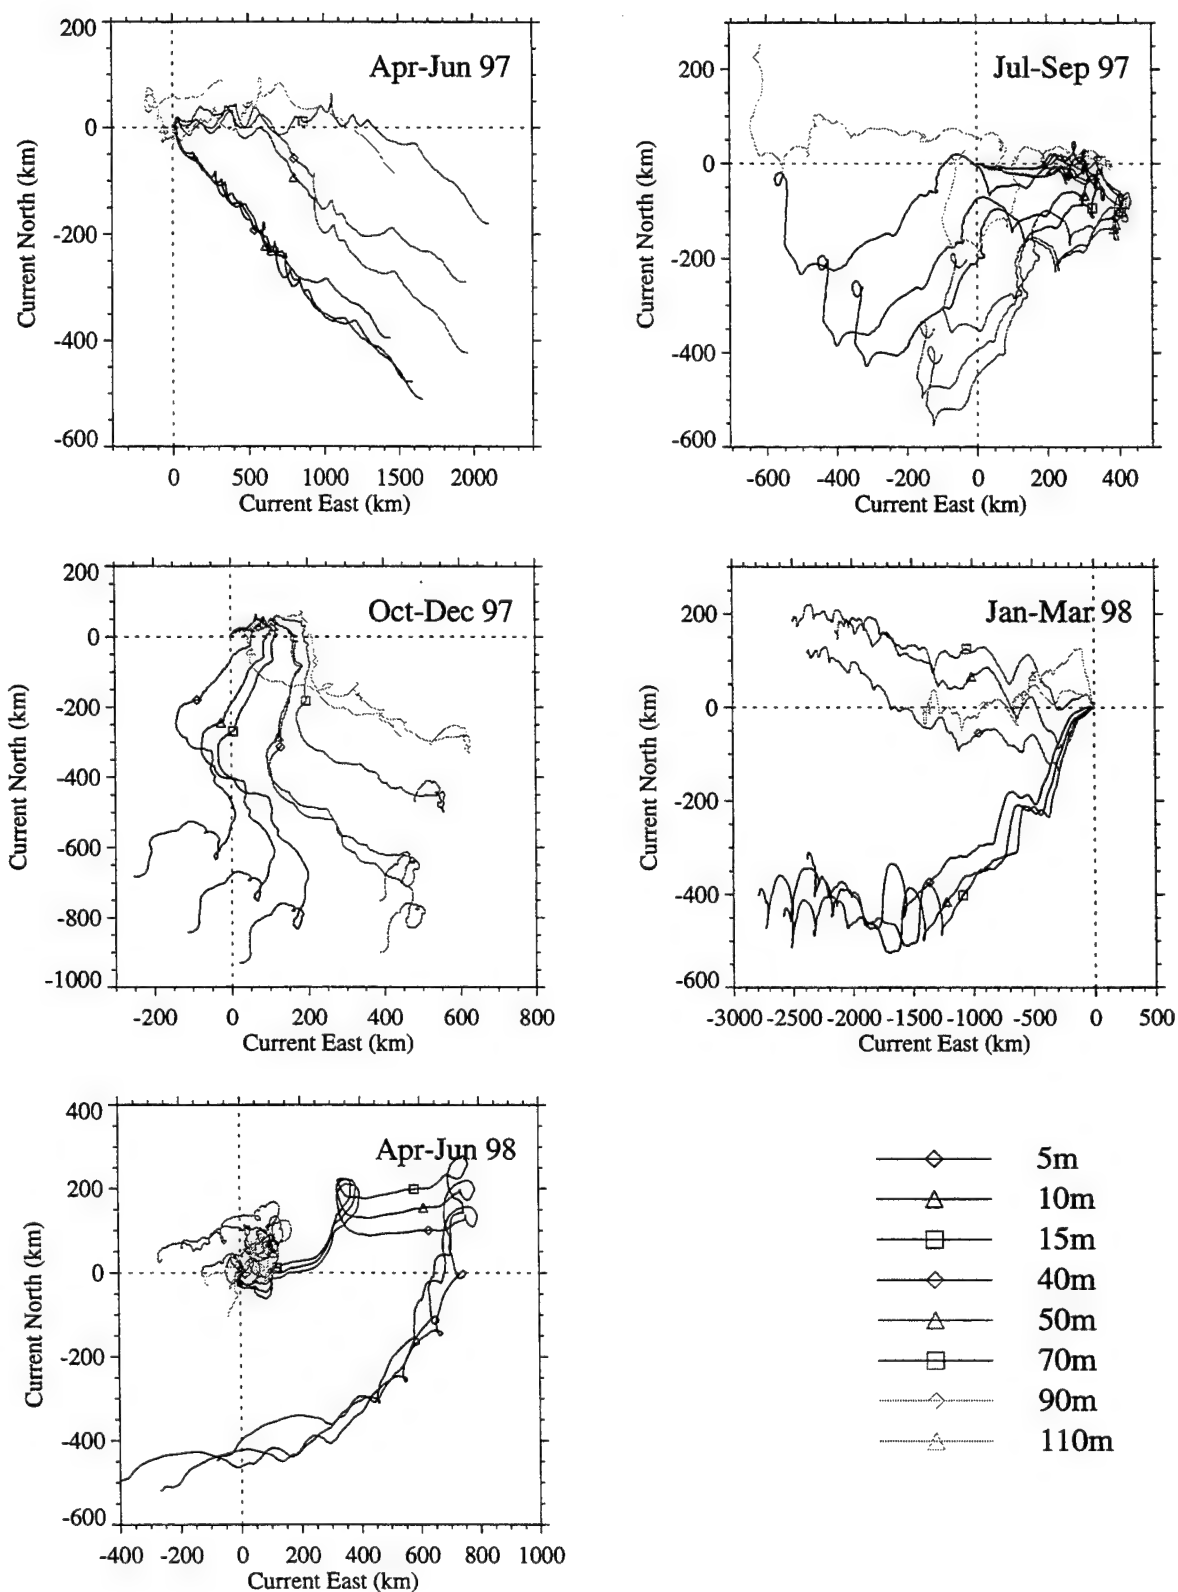 Apr-Jun 97
200
0
-200
-400
-600
0 500 1000 1500 2000
Current East (km)
Current North (km)
Jul-Sep 97
200
0
-200
-400
-600
-600 -400 -200 0 200 400
Current East (km)
Current North (km)
Oct-Dec 97
200
0
-200
-400
-600
-800
-1000
-200 0 200 400 600 800
Current East (km)
Current North (km)
Jan-Mar 98
200
0
-200
-400
-600
-3000 -2500 -2000 -1500 -1000 -500 0 500
Current East (km)
Current North (km)
Apr-Jun 98
400
200
0
-200
-400
-600
-400 -200 0 200 400 600 800 1000
Current East (km)
Current North (km)
5m
10m
15m
40m
50m
70m
90m
110m